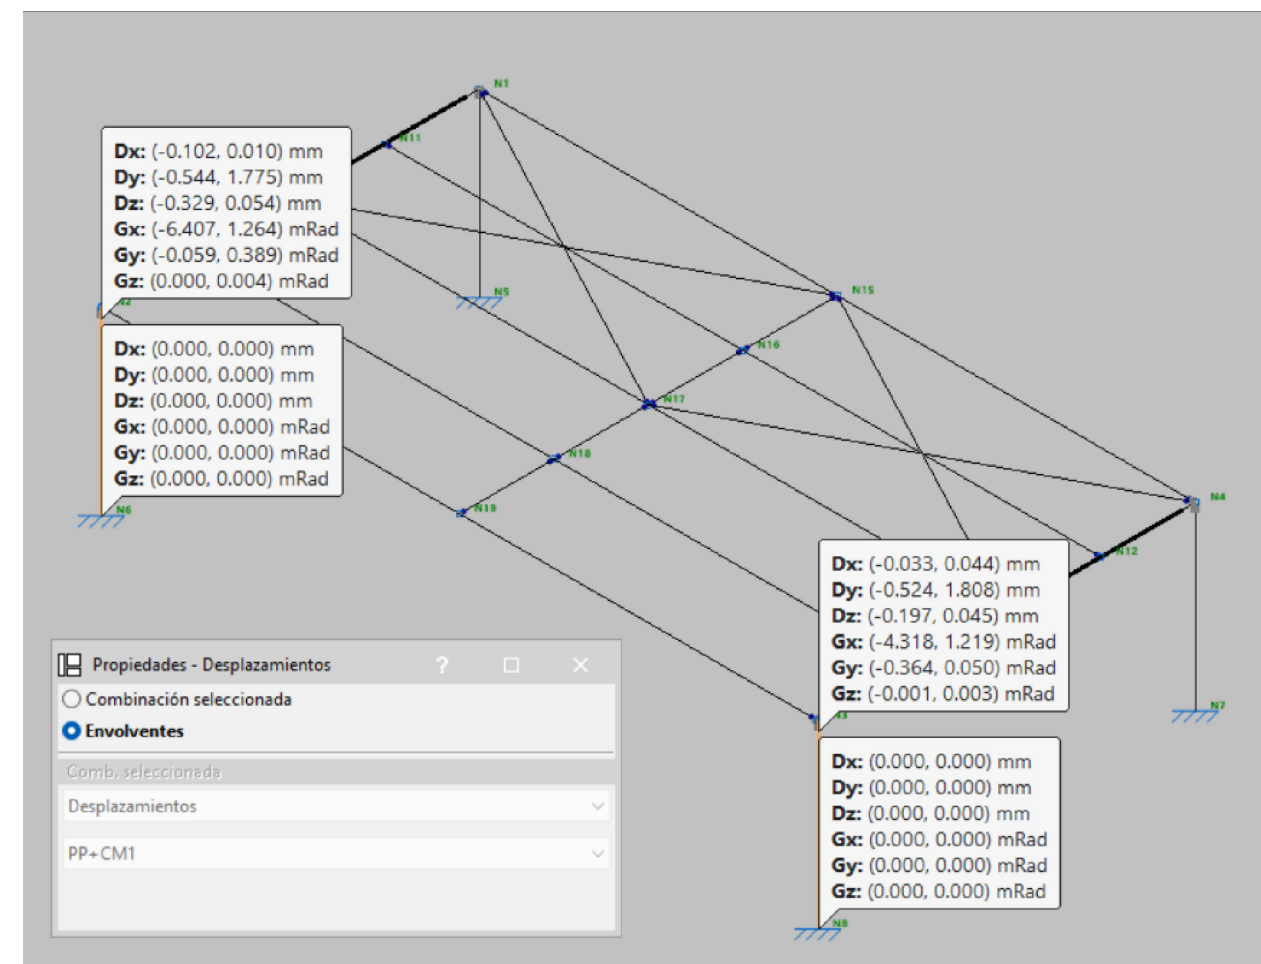 N1
N11
Dx: (-0.102, 0.010) mm
Dy: (-0.544, 1.775) mm
Dz: (-0.329, 0.054) mm
Gx: (-6.407, 1.264) mRad
Gy: (-0.059, 0.389) mRad
Gz: (0.000, 0.004) mRad
N2
N5
N15
Dx: (0.000, 0.000) mm
Dy: (0.000, 0.000) mm
Dz: (0.000, 0.000) mm
Gx: (0.000, 0.000) mRad
Gy: (0.000, 0.000) mRad
Gz: (0.000, 0.000) mRad
N16
N17
N18
N6
N19
N4
N12
Dx: (-0.033, 0.044) mm
Dy: (-0.524, 1.808) mm
Dz: (-0.197, 0.045) mm
Gx: (-4.318, 1.219) mRad
Gy: (-0.364, 0.050) mRad
Gz: (-0.001, 0.003) mRad
N3
N7
Dx: (0.000, 0.000) mm
Dy: (0.000, 0.000) mm
Dz: (0.000, 0.000) mm
Gx: (0.000, 0.000) mRad
Gy: (0.000, 0.000) mRad
Gz: (0.000, 0.000) mRad
N8
Propiedades - Desplazamientos ?
Combinación seleccionada
Envolventes
Comb. seleccionada
Desplazamientos
PP+CM1